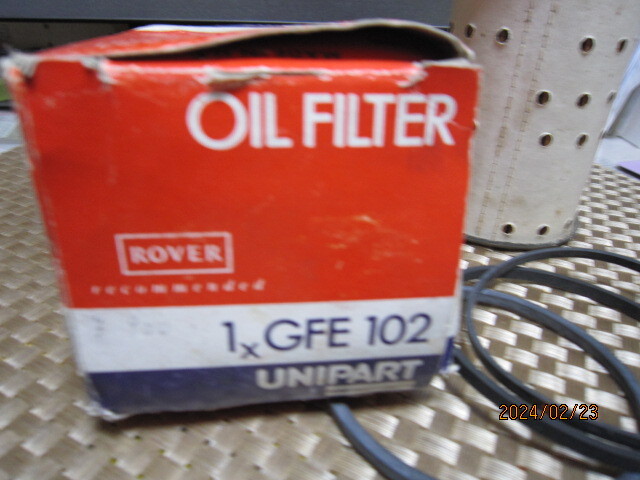 OIL FILTER
ROVER
recommended
1x GFE 102
UNIPART
2024/02/23